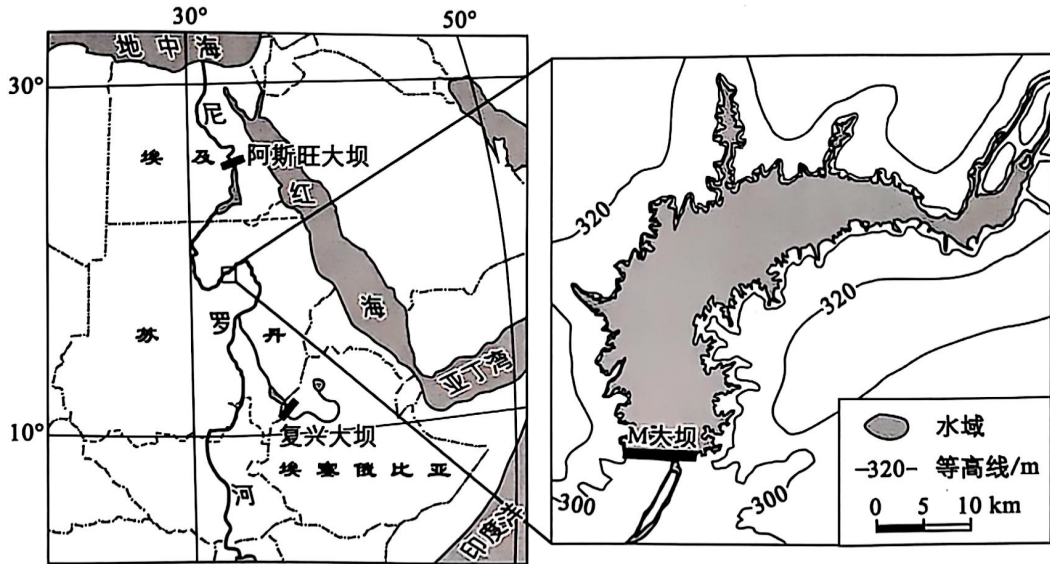 30°
50°
地中海
30°
尼
埃及
阿斯旺大坝
红
海
苏
罗
丹
亚丁湾
复兴大坝
10°
埃塞俄比亚
河
印度洋
320
320
M大坝
300
300
水域
-320- 等高线/m
0 5 10 km